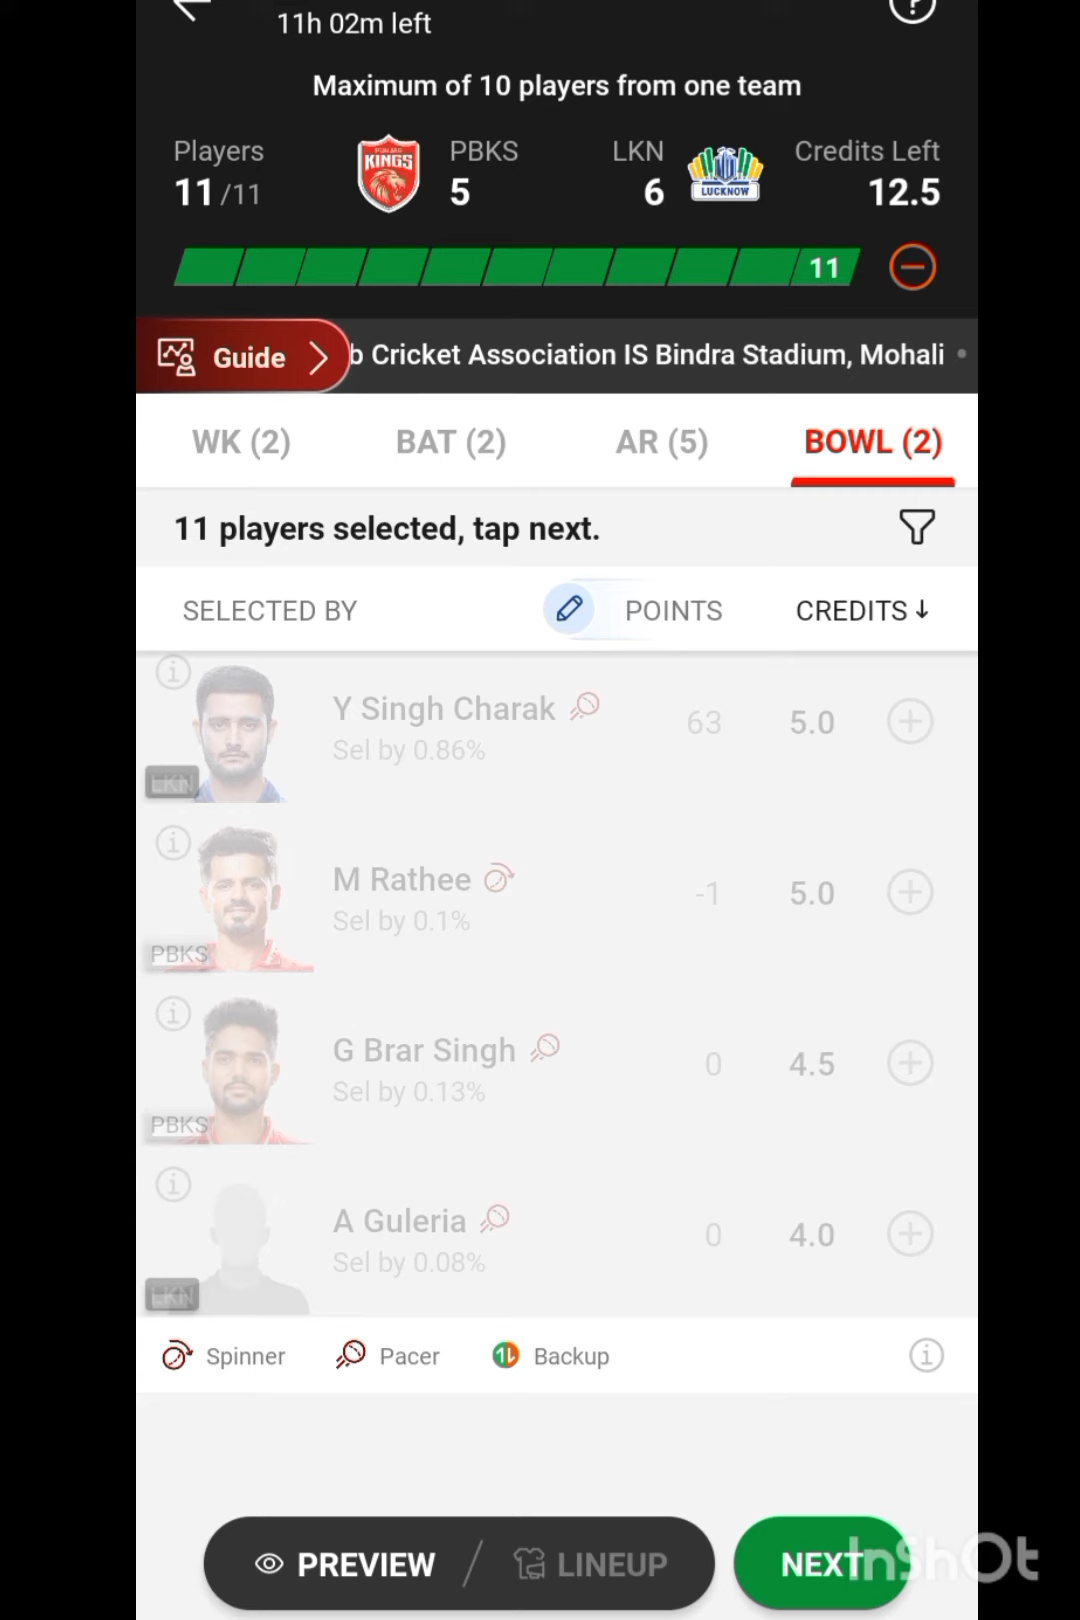 11h 02m left
?
Maximum of 10 players from one team
Players PBKS LKN Credits Left
11/11 5 6 12.5
PUNJAB KINGS
LUCKNOW
11
Guide
b Cricket Association IS Bindra Stadium, Mohali •
WK (2) BAT (2) AR (5) BOWL (2)
11 players selected, tap next.
SELECTED BY POINTS CREDITS ↓
Y Singh Charak 63 5.0
Sel by 0.86%
LKN
M Rathee -1 5.0
Sel by 0.1%
PBKS
G Brar Singh 0 4.5
Sel by 0.13%
PBKS
A Guleria 0 4.0
Sel by 0.08%
LKN
Spinner Pacer Backup
PREVIEW / LINEUP NEXT
InShOt